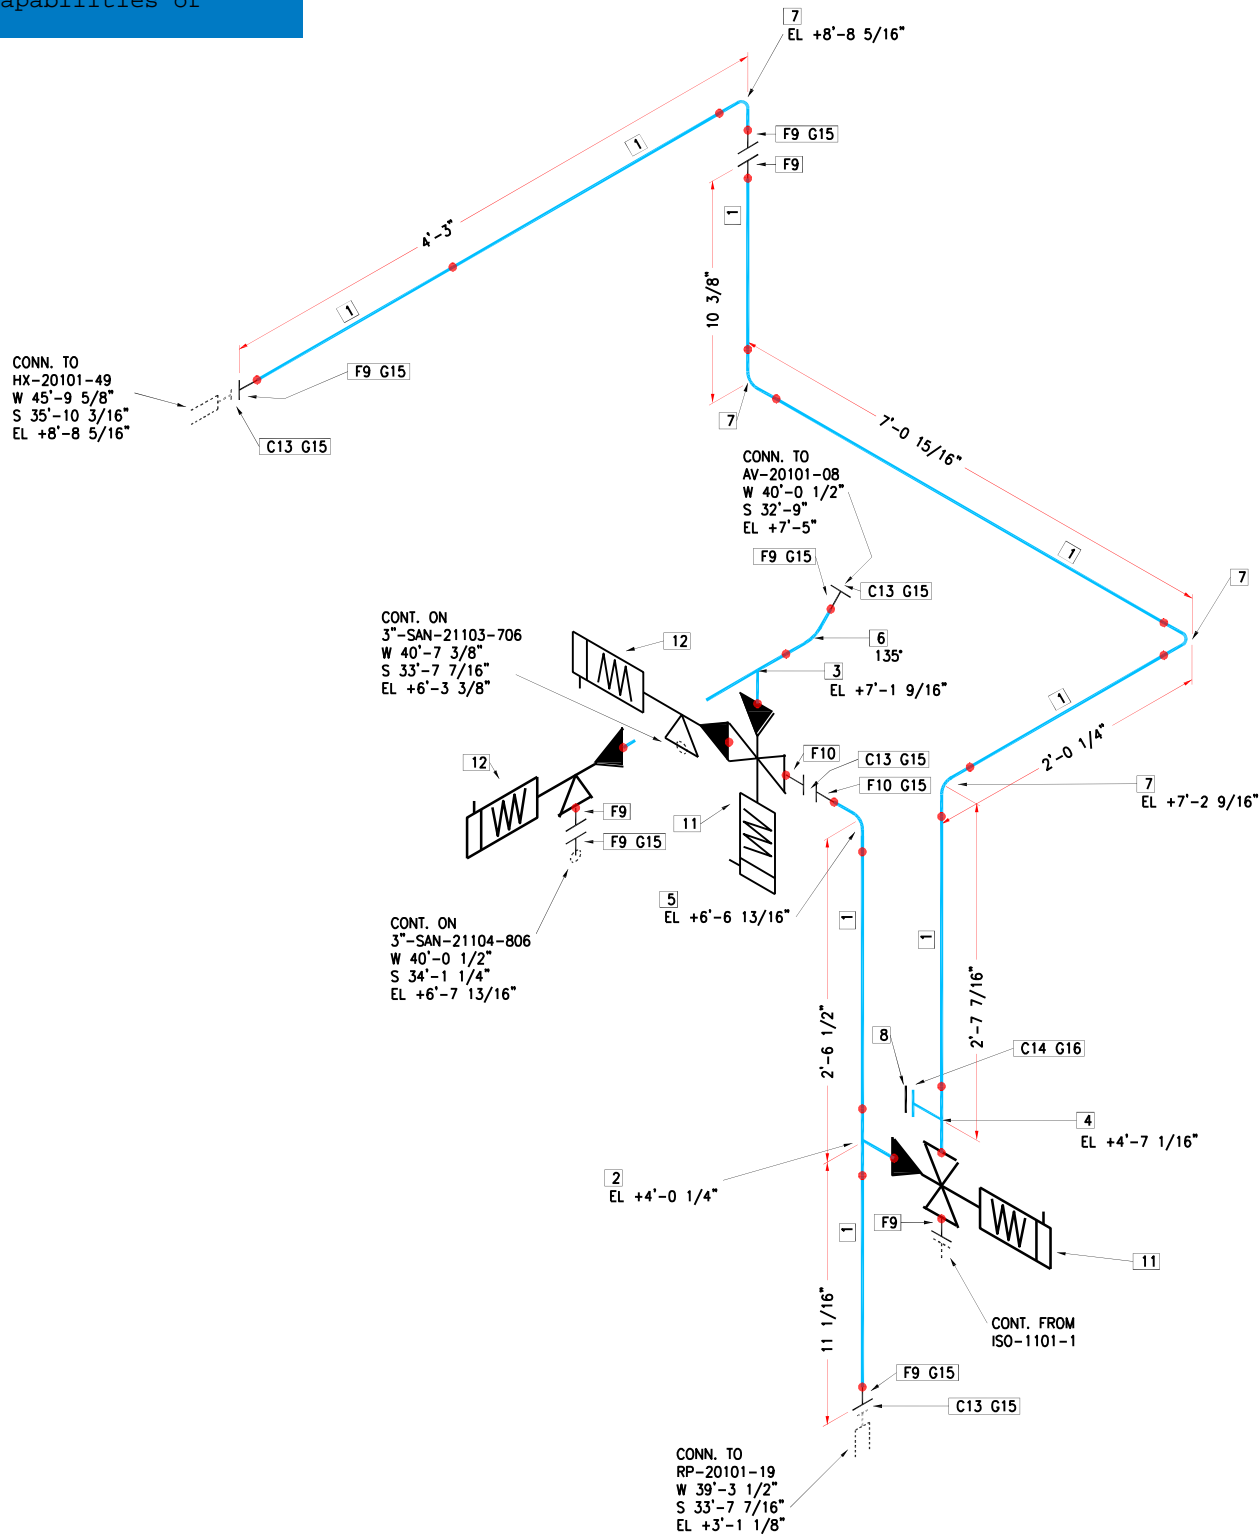 apabilities of
7
EL +8'-8 5/16"
F9 G15
F9
1
4'-3"
1
10 3/8"
1
CONN. TO
HX-20101-49
W 45'-9 5/8"
S 35'-10 3/16"
EL +8'-8 5/16"
F9 G15
C13 G15
7
7'-0 15/16"
CONN. TO
AV-20101-08
W 40'-0 1/2"
S 32'-9"
EL +7'-5"
F9 G15
C13 G15
1
7
CONT. ON
3"-SAN-21103-706
W 40'-7 3/8"
S 33'-7 7/16"
EL +6'-3 3/8"
12
6
135°
3
EL +7'-1 9/16"
1
2'-0 1/4"
12
F10
C13 G15
F10 G15
7
EL +7'-2 9/16"
F9
F9 G15
11
5
EL +6'-6 13/16"
1
1
CONT. ON
3"-SAN-21104-806
W 40'-0 1/2"
S 34'-1 1/4"
EL +6'-7 13/16"
2'-6 1/2"
2'-7 7/16"
8
C14 G16
4
EL +4'-7 1/16"
2
EL +4'-0 1/4"
F9
1
11
11 1/16"
CONT. FROM
ISO-1101-1
F9 G15
C13 G15
CONN. TO
RP-20101-19
W 39'-3 1/2"
S 33'-7 7/16"
EL +3'-1 1/8"